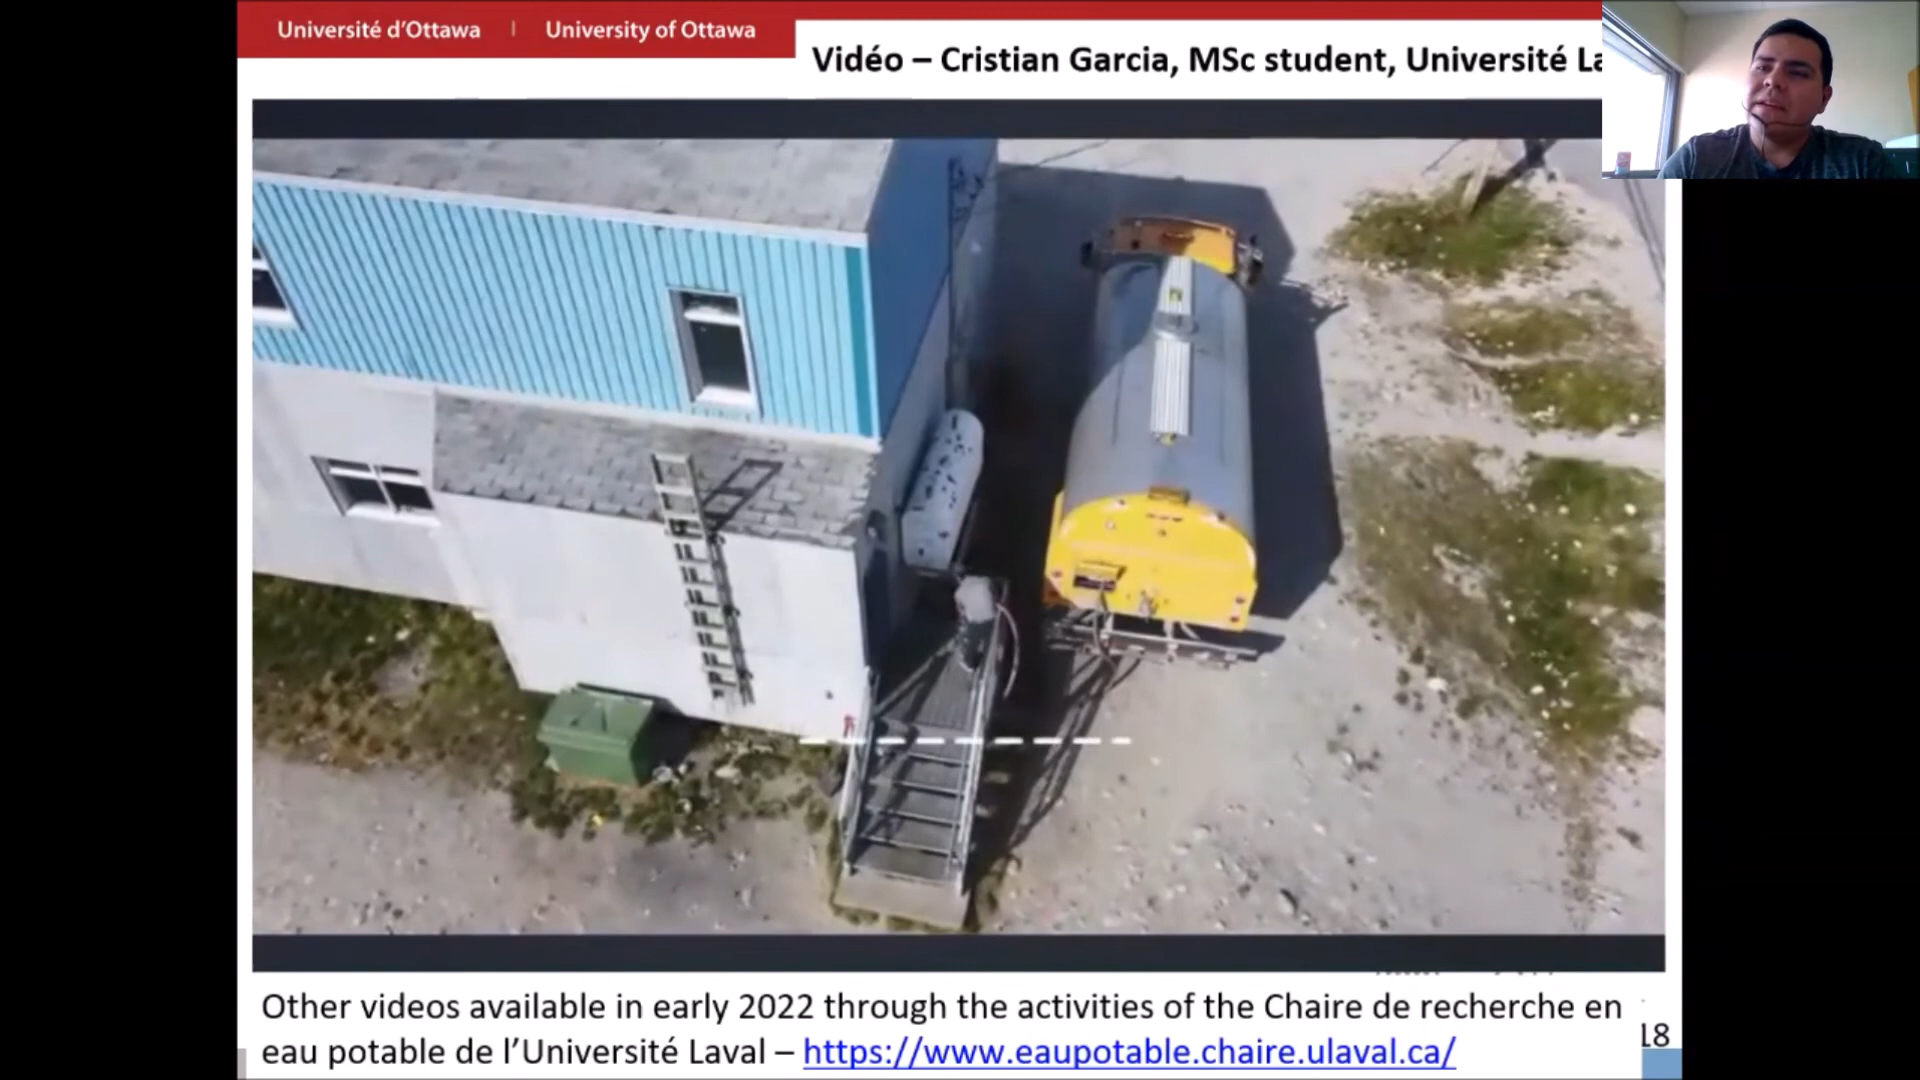 Université d'Ottawa | University of Ottawa
Vidéo – Cristian Garcia, MSc student, Université
Other videos available in early 2022 through the activities of the Chaire de recherche en
eau potable de l'Université Laval – https://www.eaupotable.chaire.ulaval.ca/
18